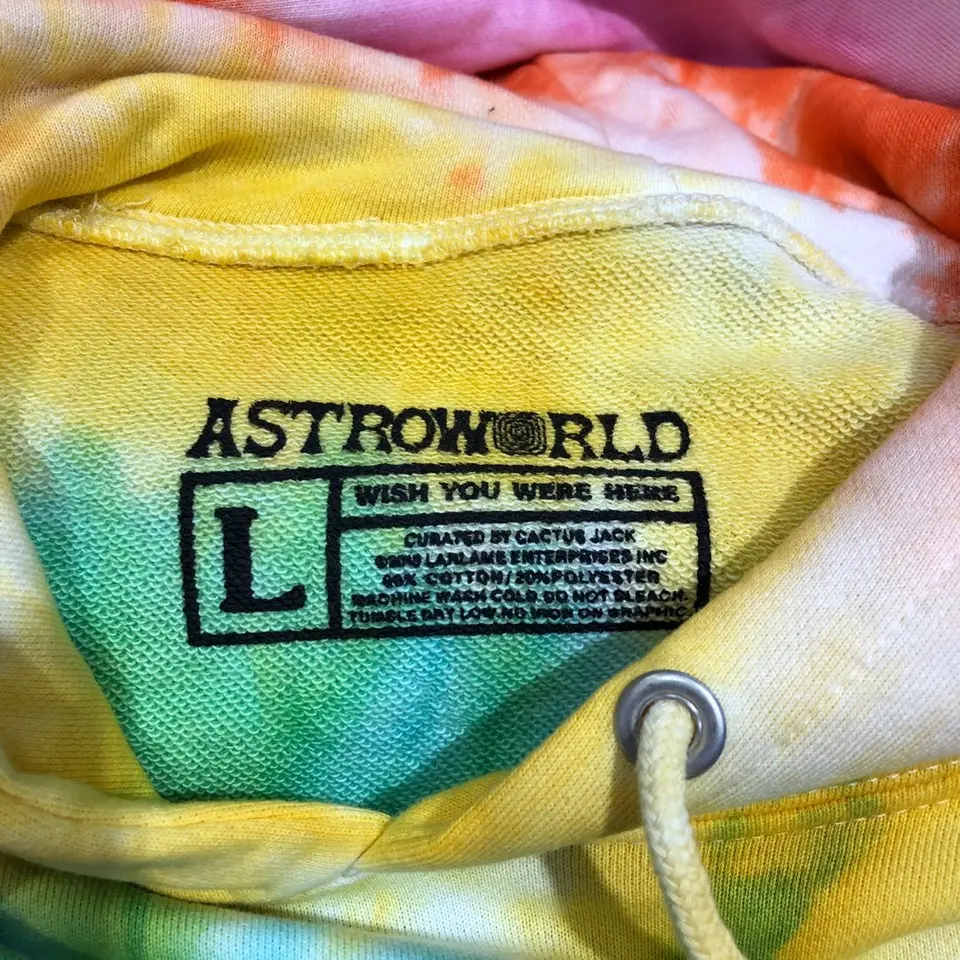 ASTROWORLD
L
WISH YOU WERE HERE
CURATED BY CACTUS JACK
LAFLAME ENTERPRISES INC
COTTON/20%POLYESTER
MACHINE WASH COLD. DO NOT BLEACH.
TUMBLE DRY LOW. NO IRON ON GRAPHIC.